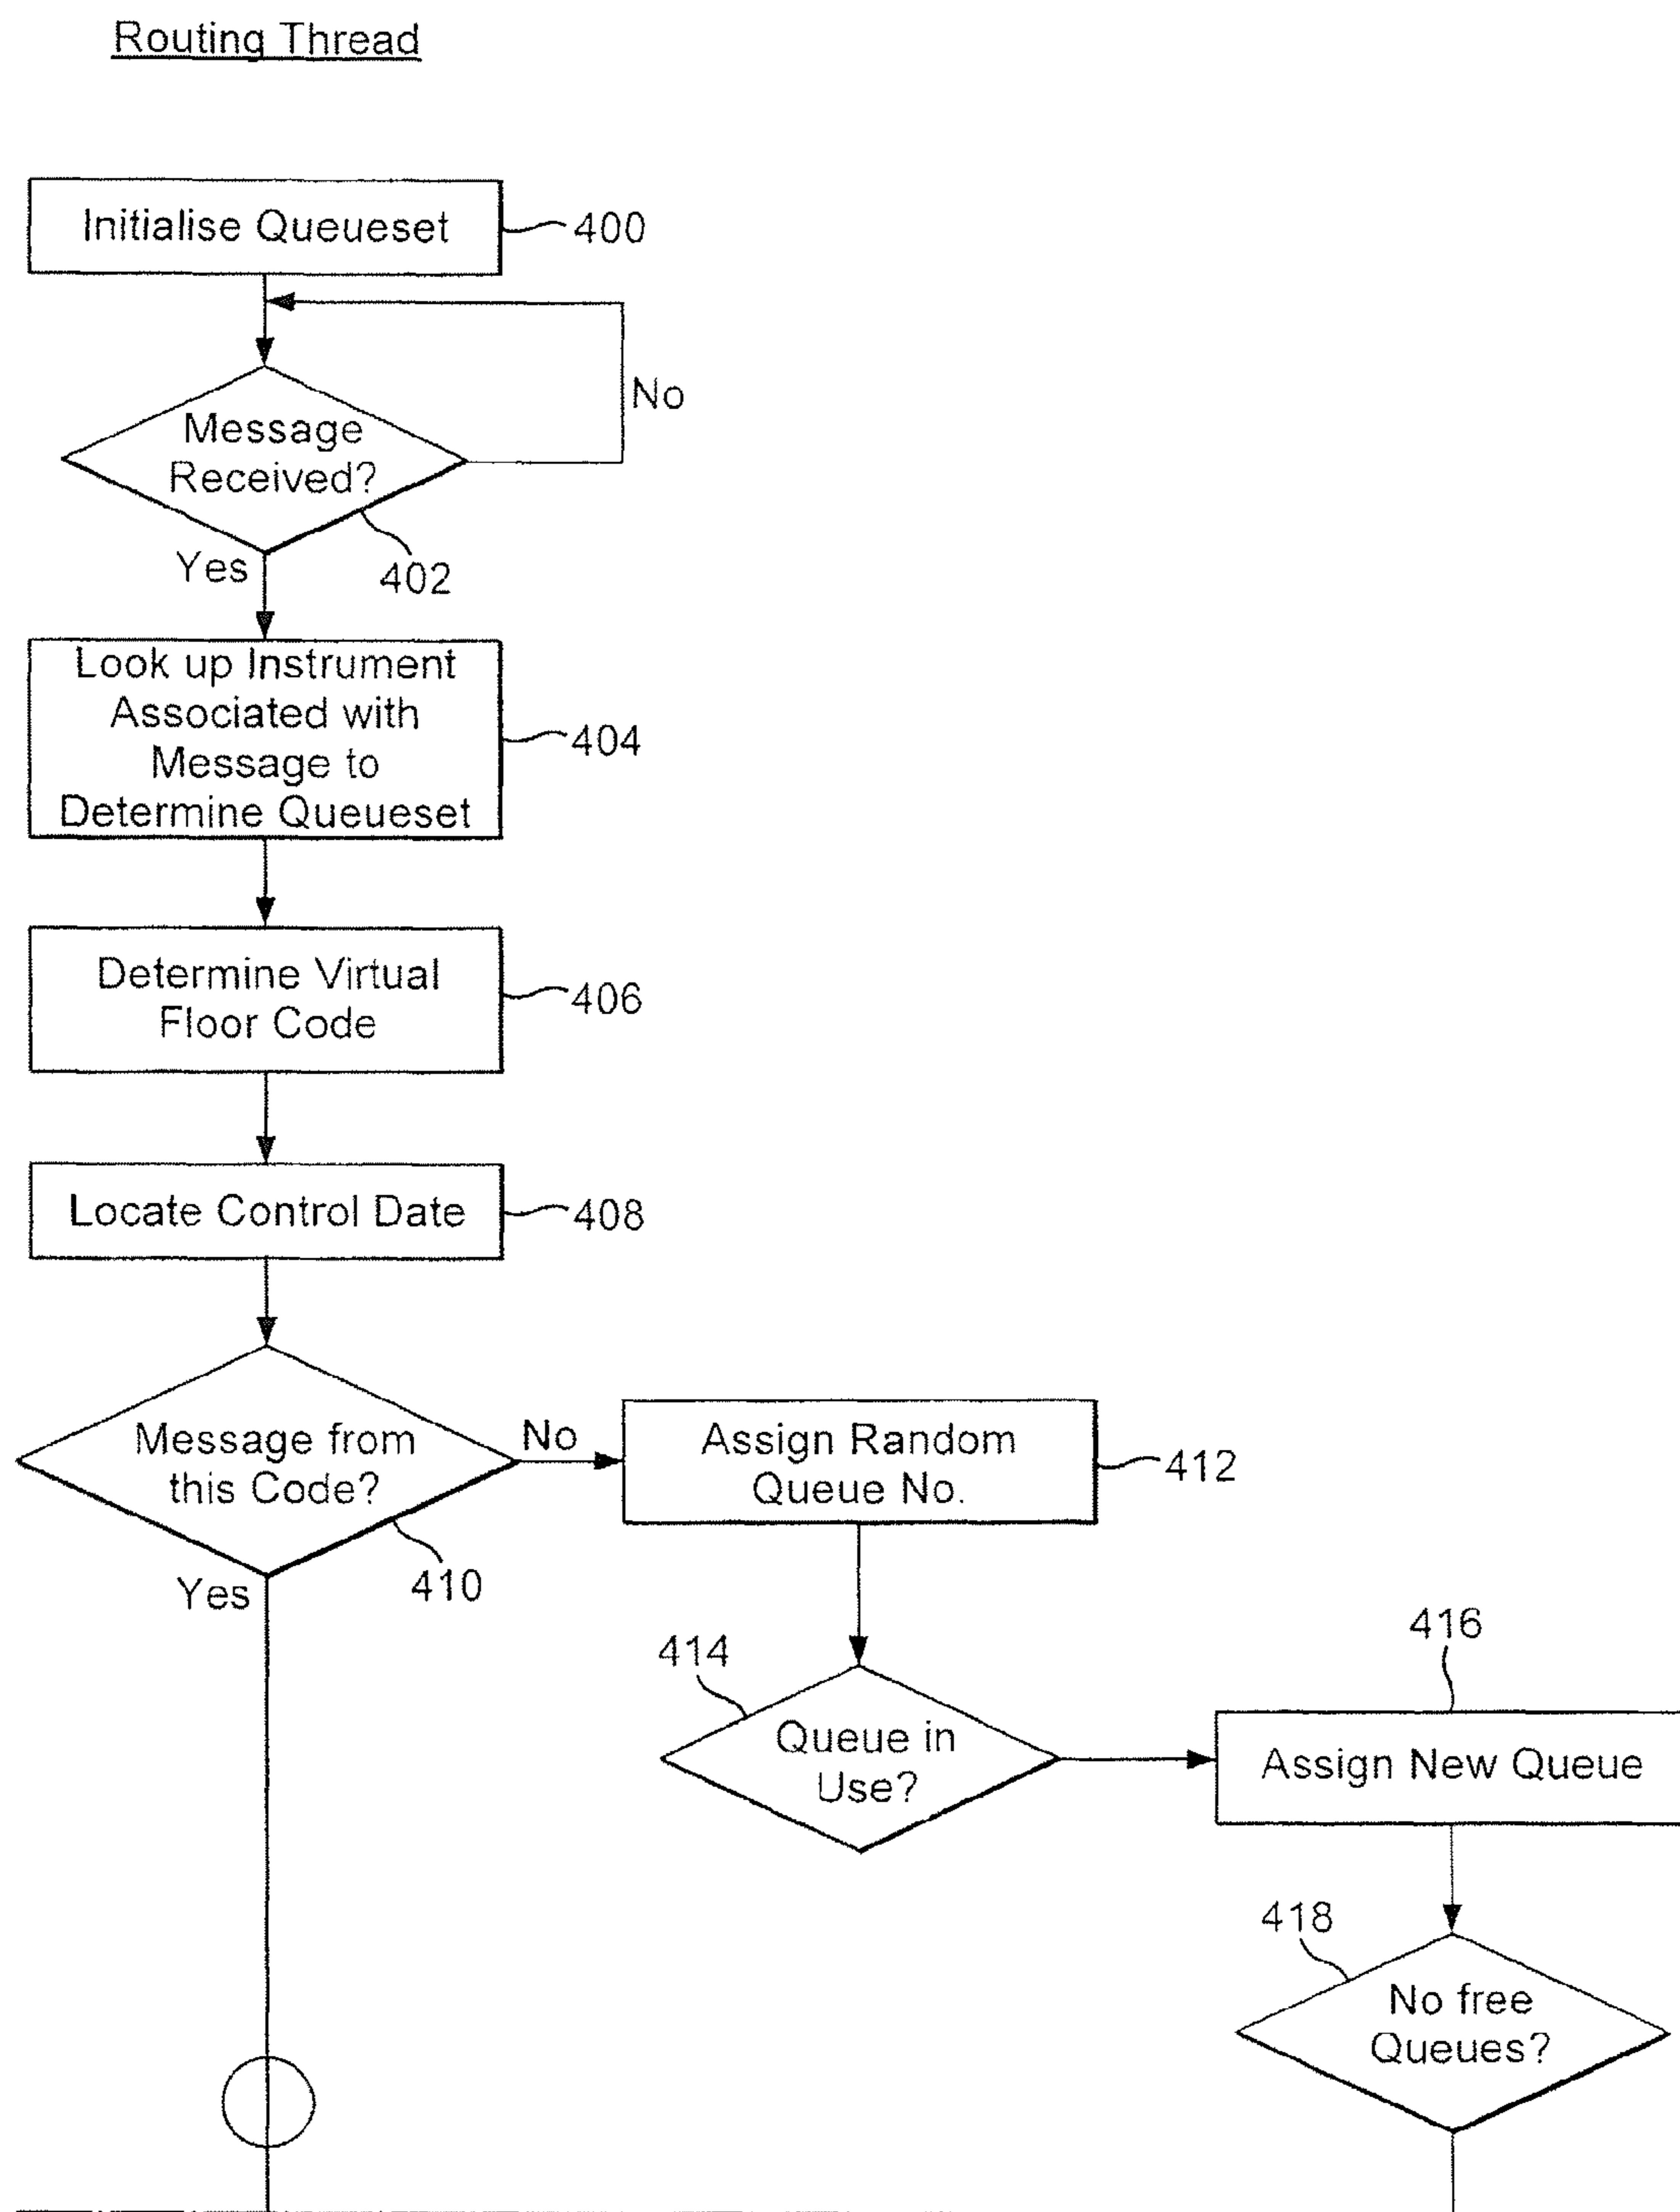 Routing Thread
Initialise Queueset
400
Message
Received?
No
Yes
402
Look up Instrument
Associated with
Message to
Determine Queueset
404
Determine Virtual
Floor Code
406
Locate Control Date
408
Message from
this Code?
No
Yes
410
Assign Random
Queue No.
412
414
Queue in
Use?
416
Assign New Queue
418
No free
Queues?